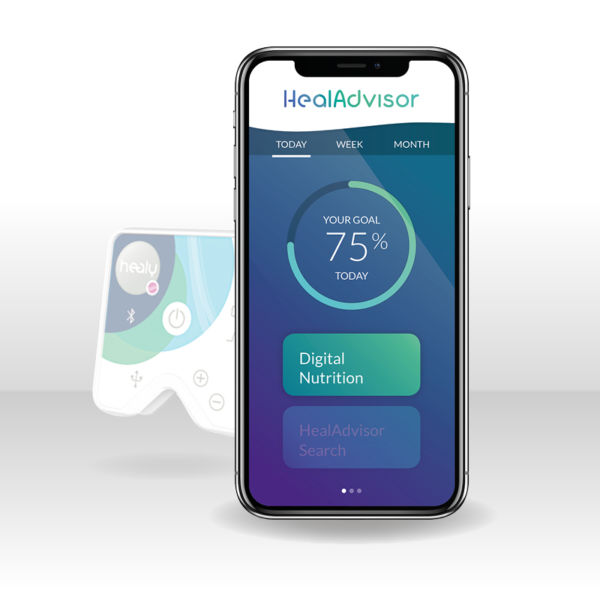 HealAdvisor
TODAY
WEEK
MONTH
YOUR GOAL
75%
TODAY
Digital
Nutrition
HealAdvisor
Search
healy